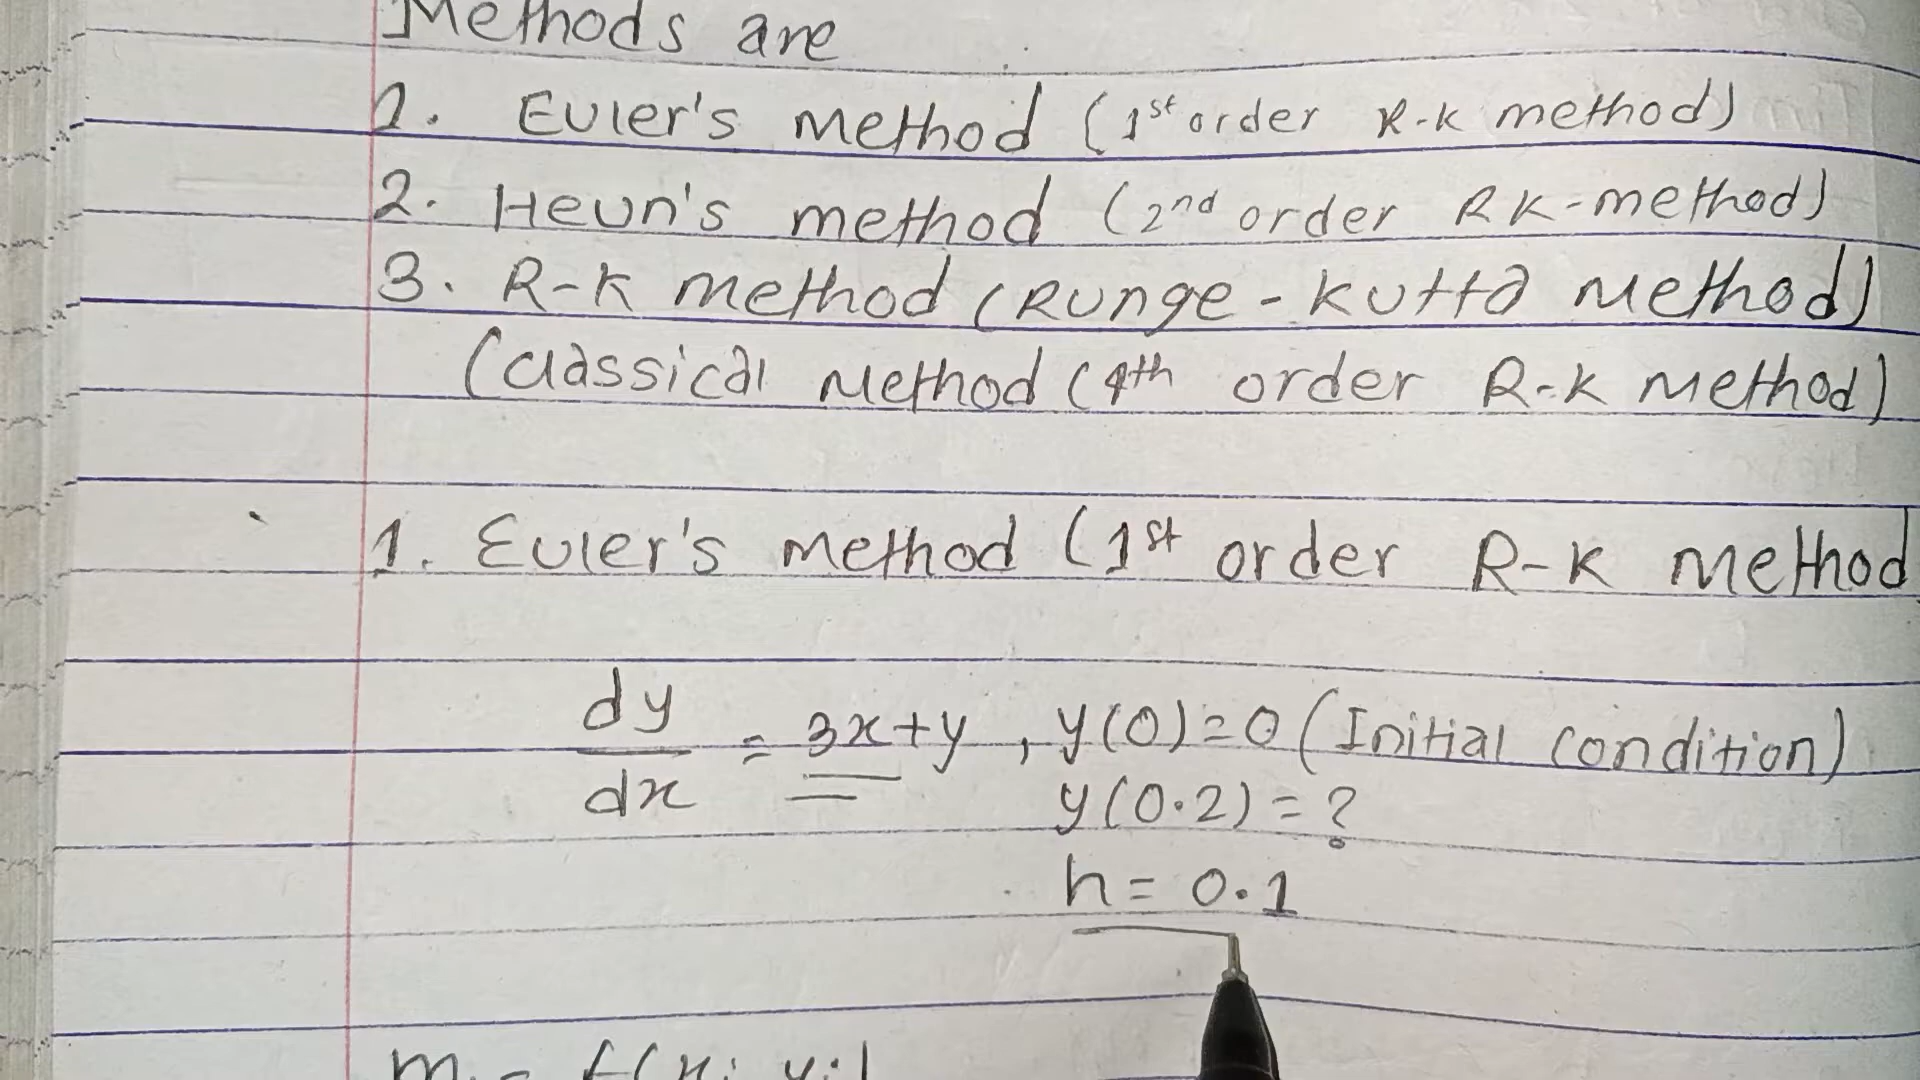 Methods are
1. Euler's method (1st order R-K method)
2. Heun's method (2nd order RK-method)
3. R-K method (Runge-Kutta Method)
(Classical Method (4th order R-K Method)
1. Euler's method (1st order R-K method
dy/dx = 3x+y, y(0)=0 (Initial condition)
y(0.2)=?
h=0.1